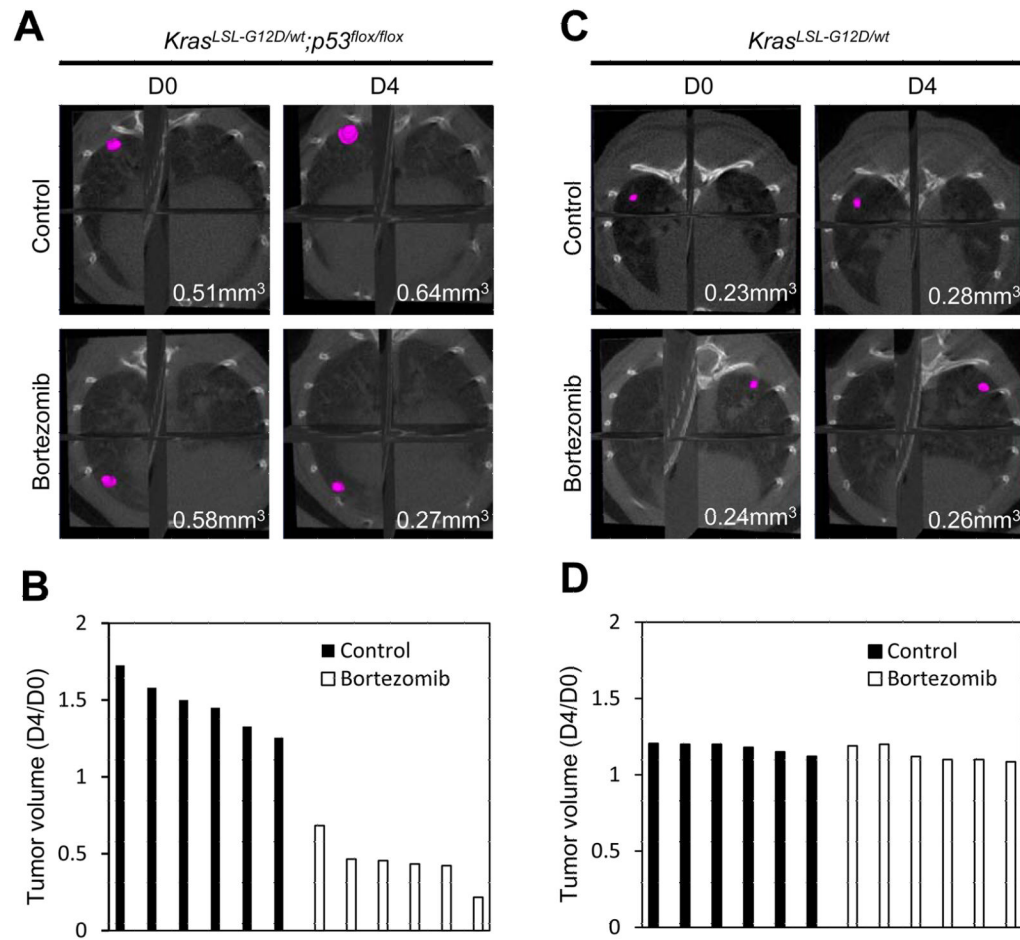 A
Kras^LSL-G12D/wt;p53^flox/flox
D0
D4
Control
0.51mm³
0.64mm³
Bortezomib
0.58mm³
0.27mm³
C
Kras^LSL-G12D/wt
D0
D4
Control
0.23mm³
0.28mm³
Bortezomib
0.24mm³
0.26mm³
B
Tumor volume (D4/D0)
2
1.5
1
0.5
0
Control
Bortezomib
D
Tumor volume (D4/D0)
2
1.5
1
0.5
0
Control
Bortezomib